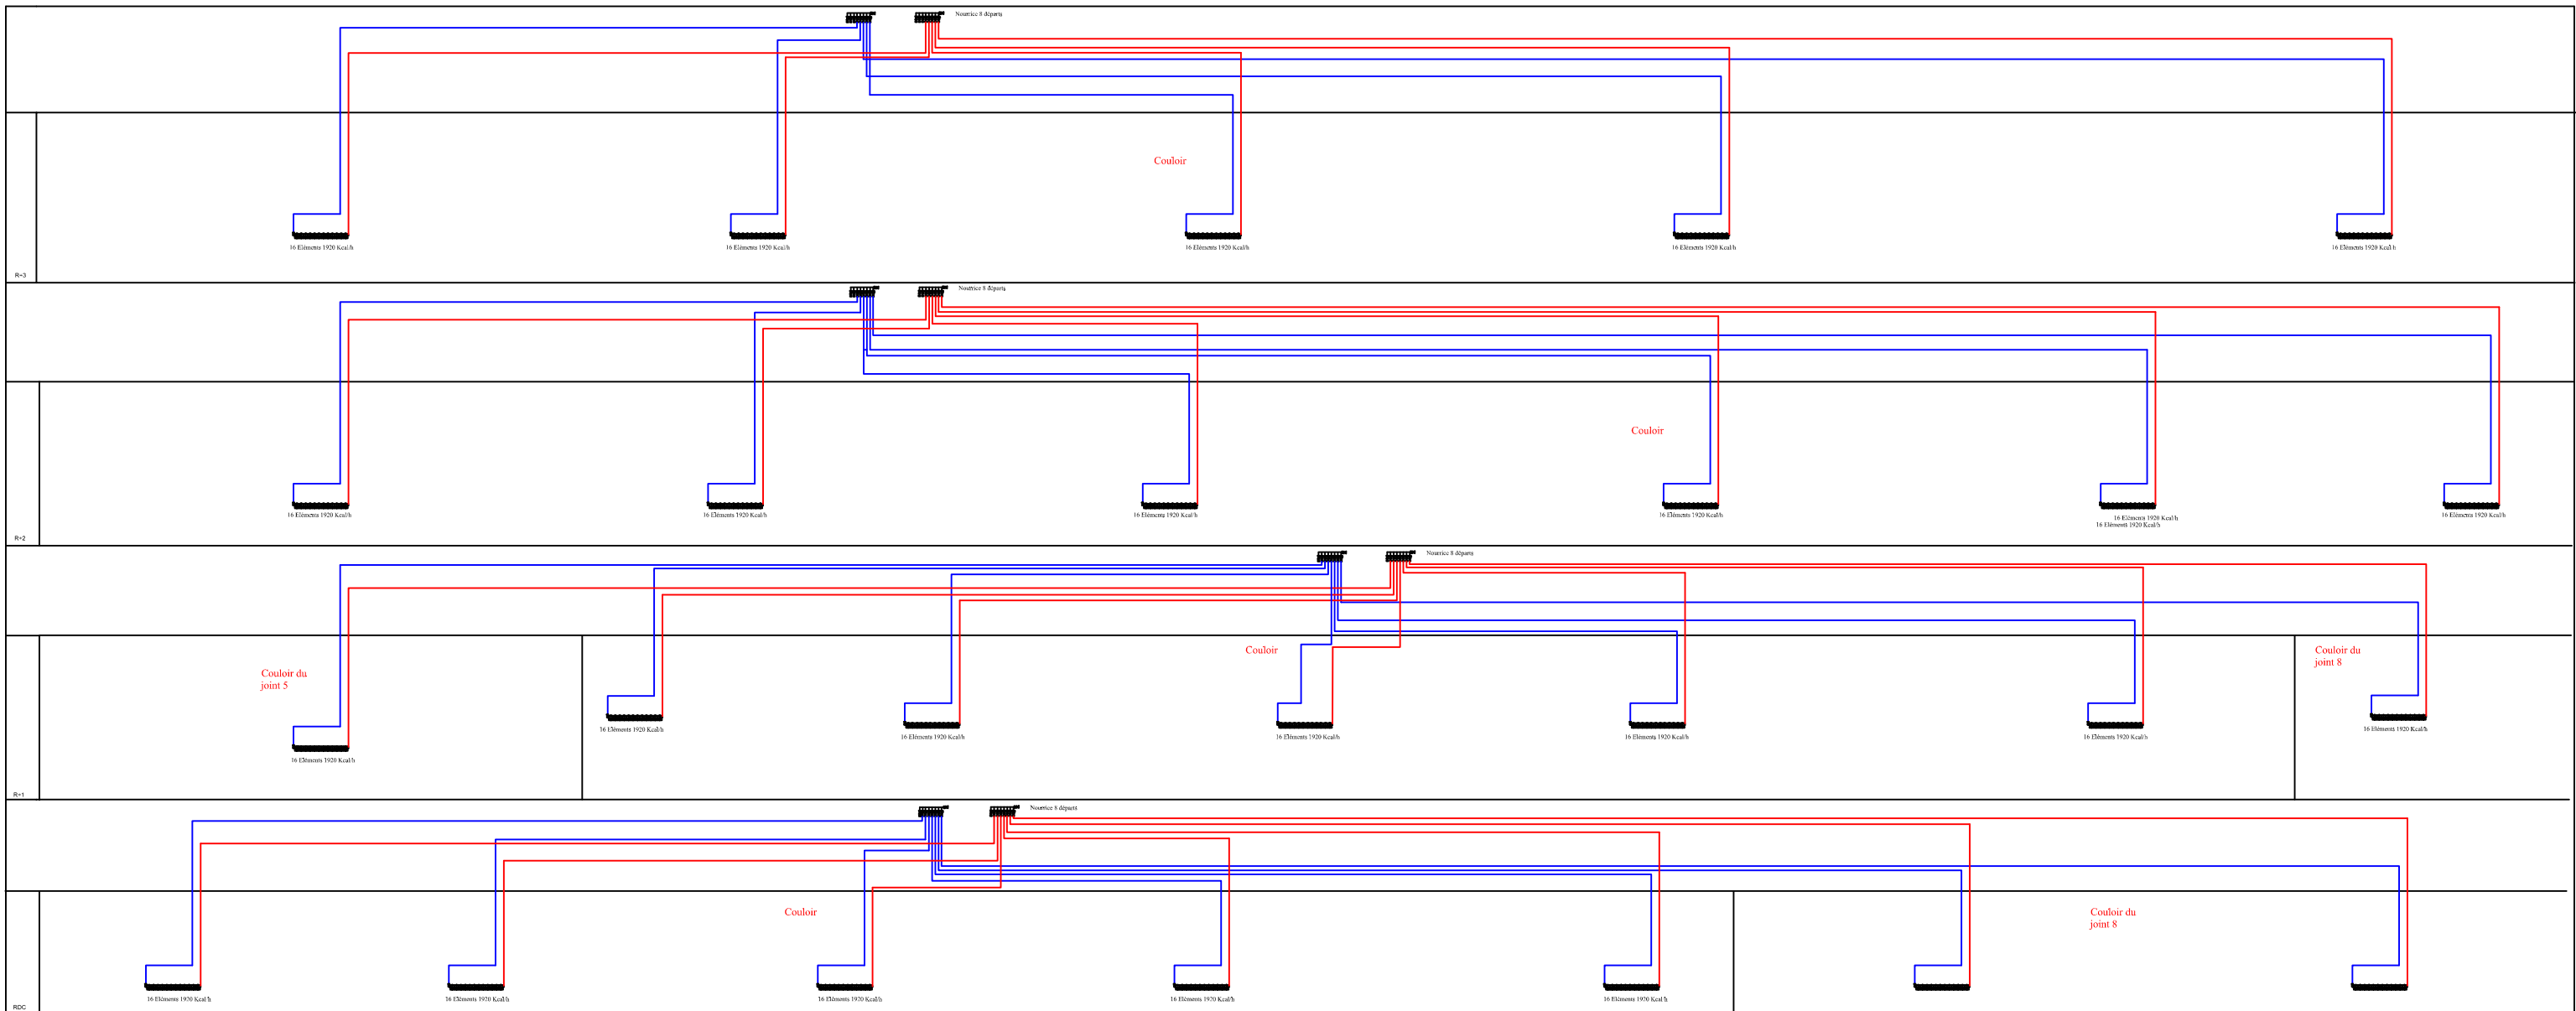 Nourrice 8 départs
Couloir
16 Eléments 1920 Kcal/h
16 Eléments 1920 Kcal/h
16 Eléments 1920 Kcal/h
16 Eléments 1920 Kcal/h
16 Eléments 1920 Kcal/h
R+3
Nourrice 8 départs
Couloir
16 Eléments 1920 Kcal/h
16 Eléments 1920 Kcal/h
16 Eléments 1920 Kcal/h
16 Eléments 1920 Kcal/h
16 Eléments 1920 Kcal/h
16 Eléments 1920 Kcal/h
16 Eléments 1920 Kcal/h
R+2
Nourrice 8 départs
Couloir du
joint 5
Couloir
Couloir du
joint 8
16 Eléments 1920 Kcal/h
16 Eléments 1920 Kcal/h
16 Eléments 1920 Kcal/h
16 Eléments 1920 Kcal/h
16 Eléments 1920 Kcal/h
16 Eléments 1920 Kcal/h
16 Eléments 1920 Kcal/h
R+1
Nourrice 8 départs
Couloir
Couloir du
joint 8
16 Eléments 1920 Kcal/h
16 Eléments 1920 Kcal/h
16 Eléments 1920 Kcal/h
16 Eléments 1920 Kcal/h
16 Eléments 1920 Kcal/h
RDC